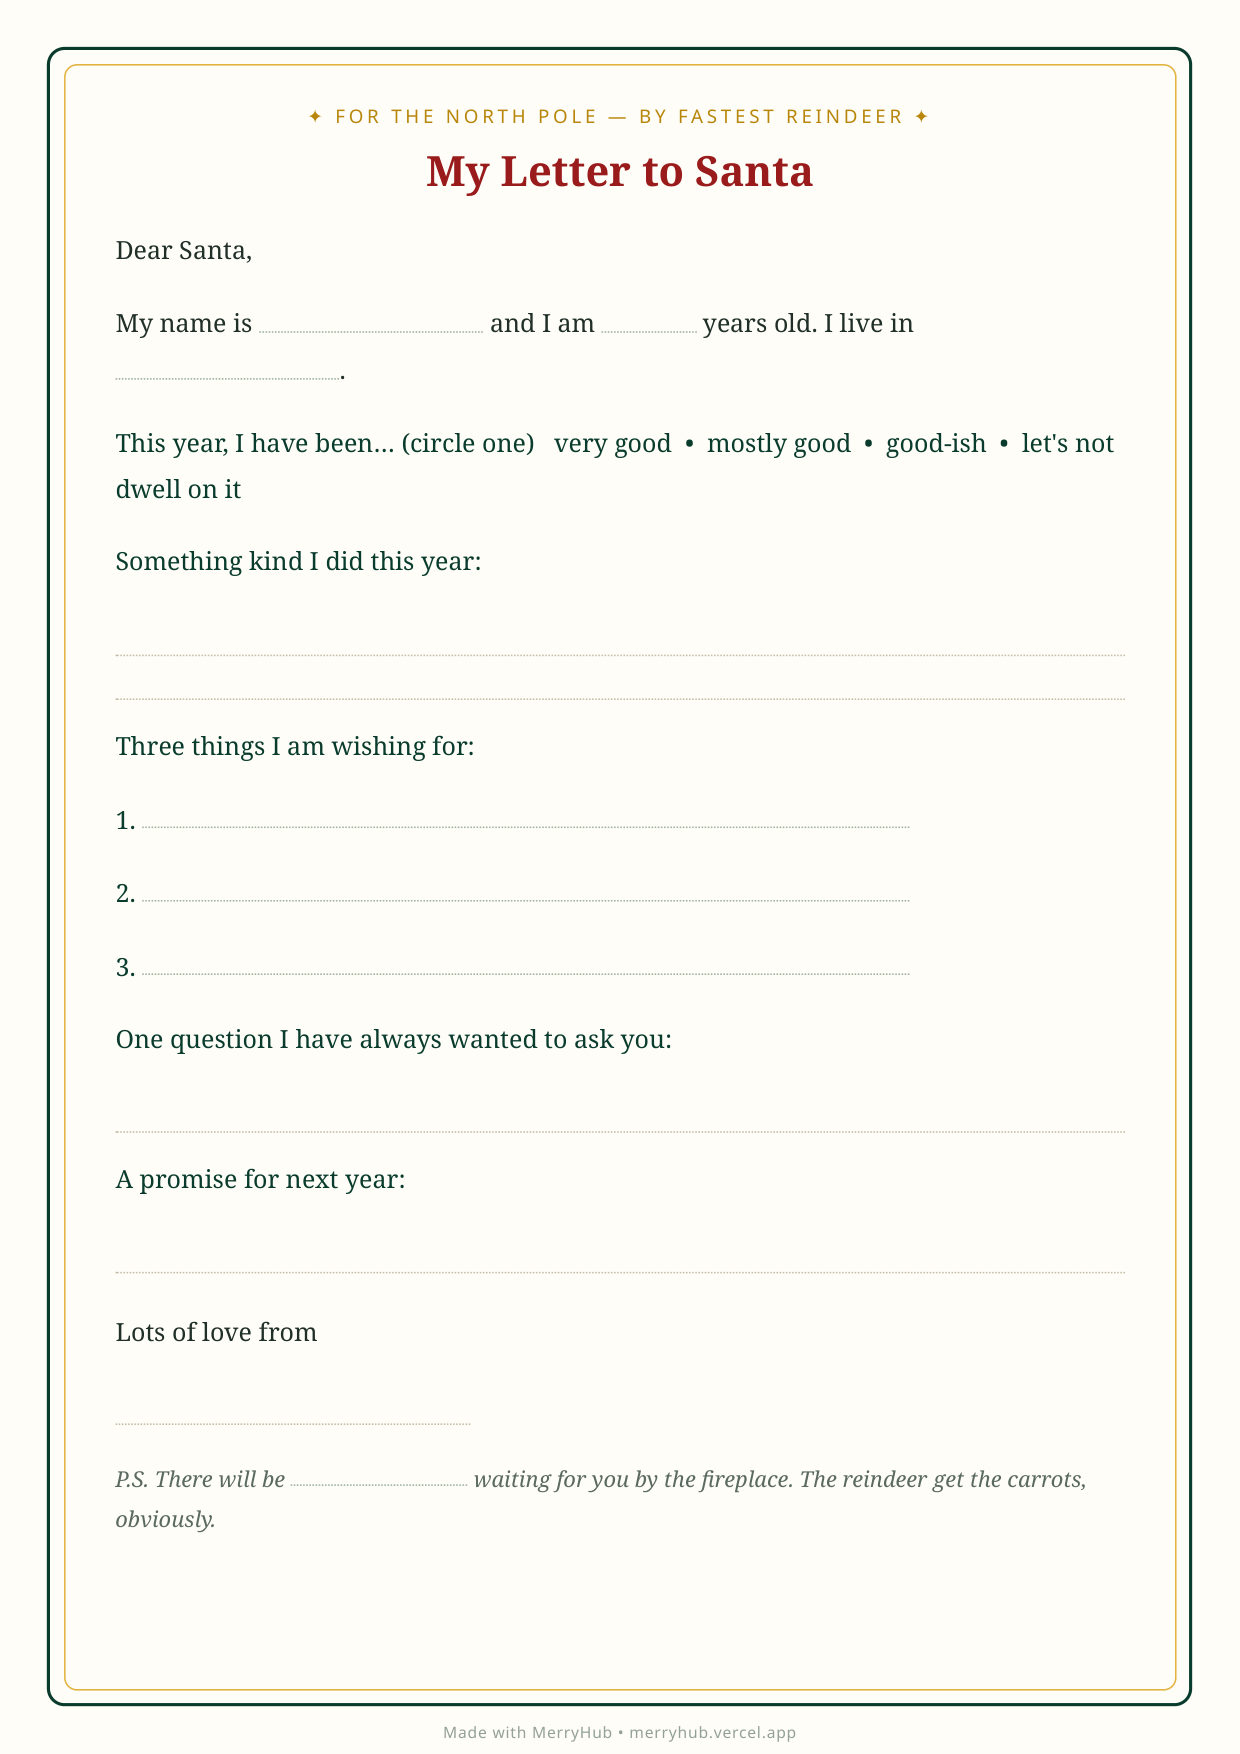 ✦ FOR THE NORTH POLE — BY FASTEST REINDEER ✦
My Letter to Santa
Dear Santa,
My name is and I am years old. I live in
.
This year, I have been… (circle one) very good • mostly good • good-ish • let's not
dwell on it
Something kind I did this year:
Three things I am wishing for:
1.
2.
3.
One question I have always wanted to ask you:
A promise for next year:
Lots of love from
P.S. There will be waiting for you by the fireplace. The reindeer get the carrots,
obviously.
Made with MerryHub • merryhub.vercel.app